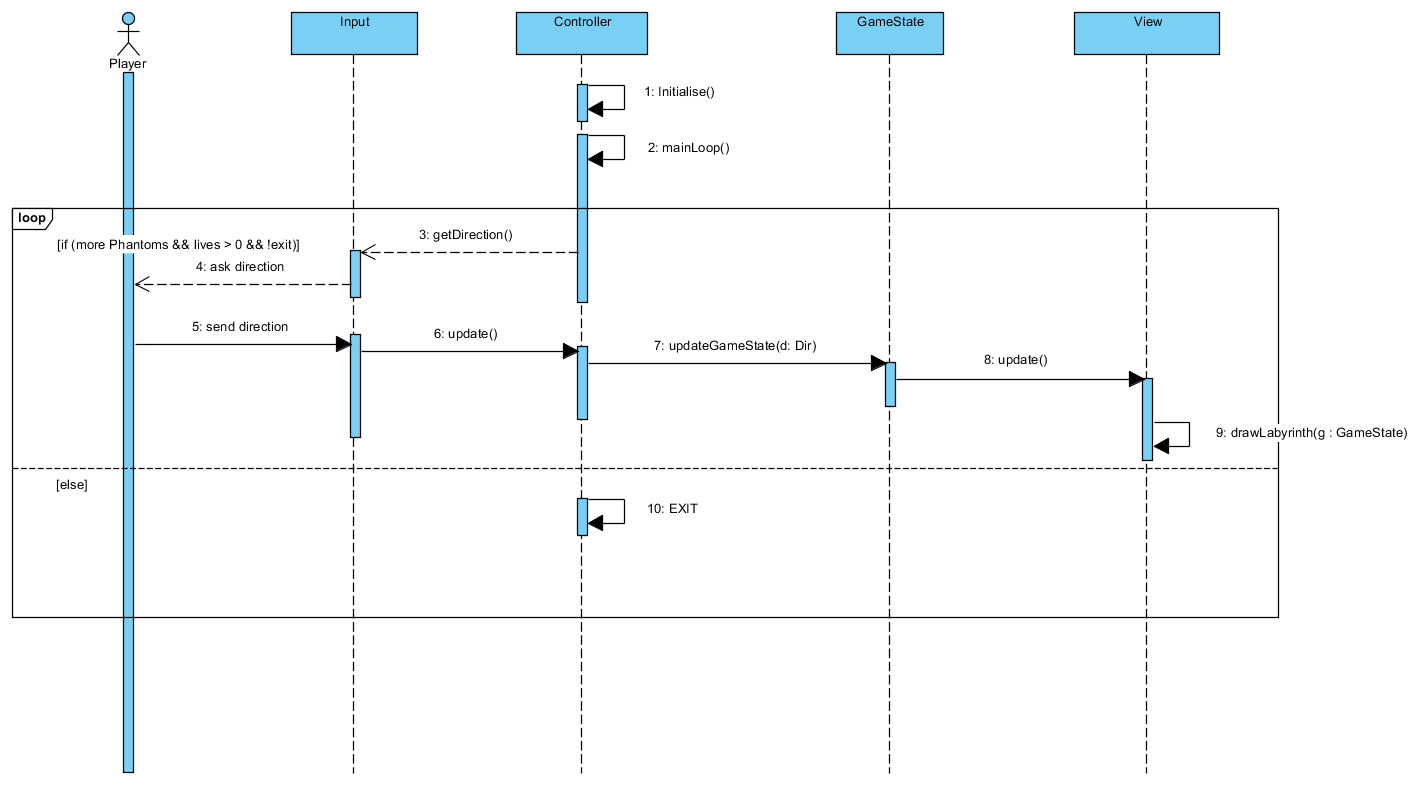 Player
Input
Controller
GameState
View
1: Initialise()
2: mainLoop()
loop
[if (more Phantoms && lives > 0 && !exit)]
3: getDirection()
4: ask direction
5: send direction
6: update()
7: updateGameState(d: Dir)
8: update()
9: drawLabyrinth(g : GameState)
[else]
10: EXIT